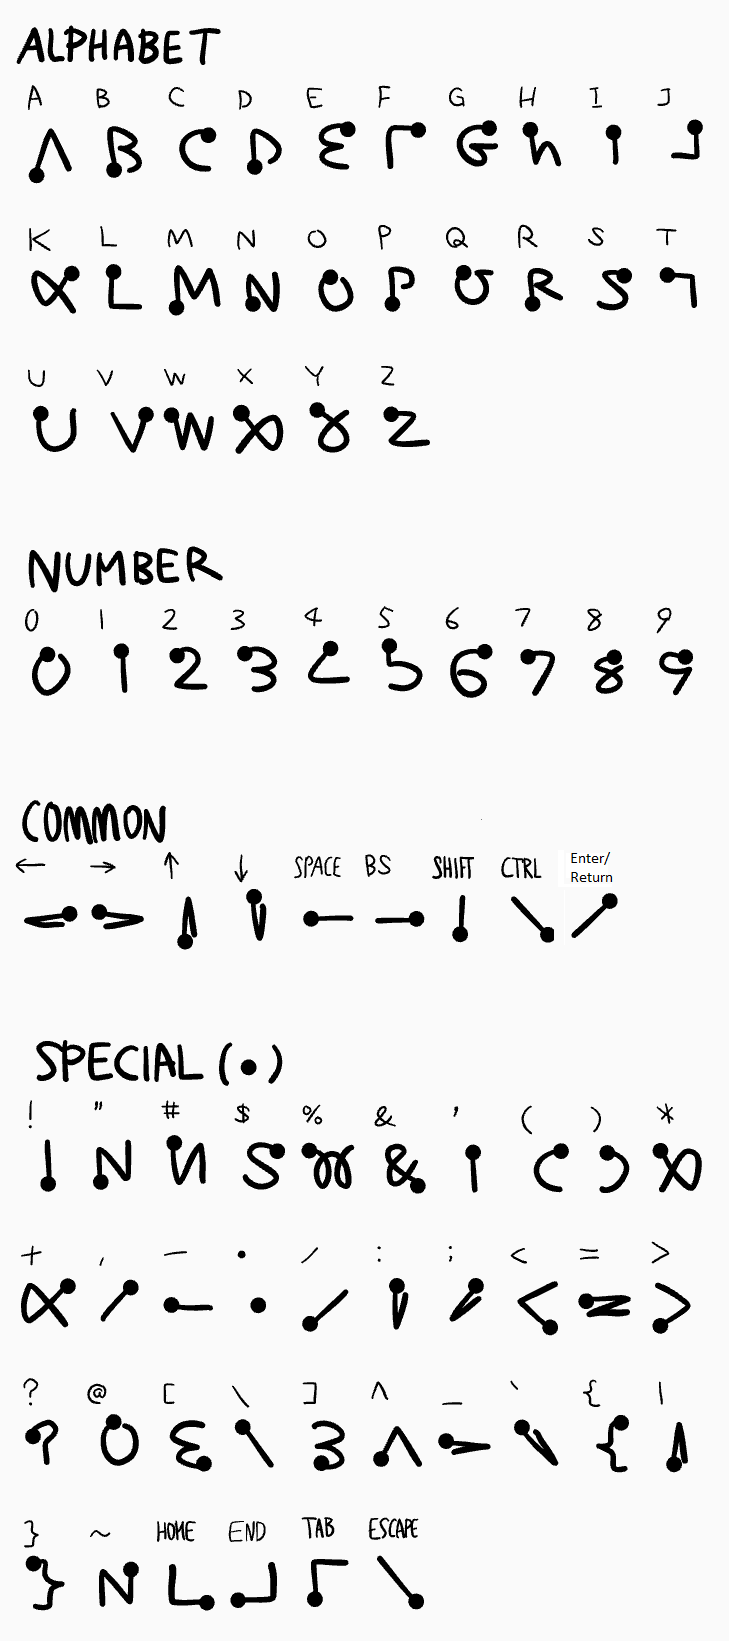 ALPHABET
A B C D E F G H I J
K L M N O P Q R S T
U V W X Y Z
NUMBER
0 1 2 3 4 5 6 7 8 9
COMMON
← → ↑ ↓ SPACE BS SHIFT CTRL Enter/
Return
SPECIAL (•)
! " # $ % & ' ( ) *
+ , - • / : ; < = >
? @ [ \ ] ^ _ ` { |
} ~ HOME END TAB ESCAPE